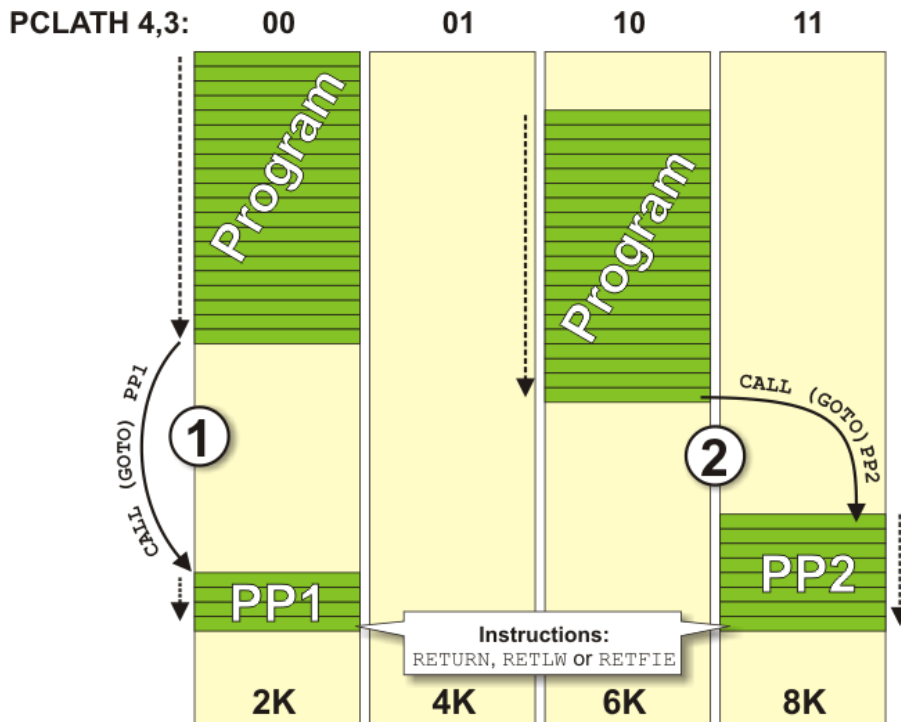 PCLATH 4,3: 00 01 10 11
Program
Program
CALL (GOTO) PP1
1
CALL (GOTO) PP2
2
PP1
PP2
Instructions:
RETURN, RETLW or RETFIE
2K 4K 6K 8K